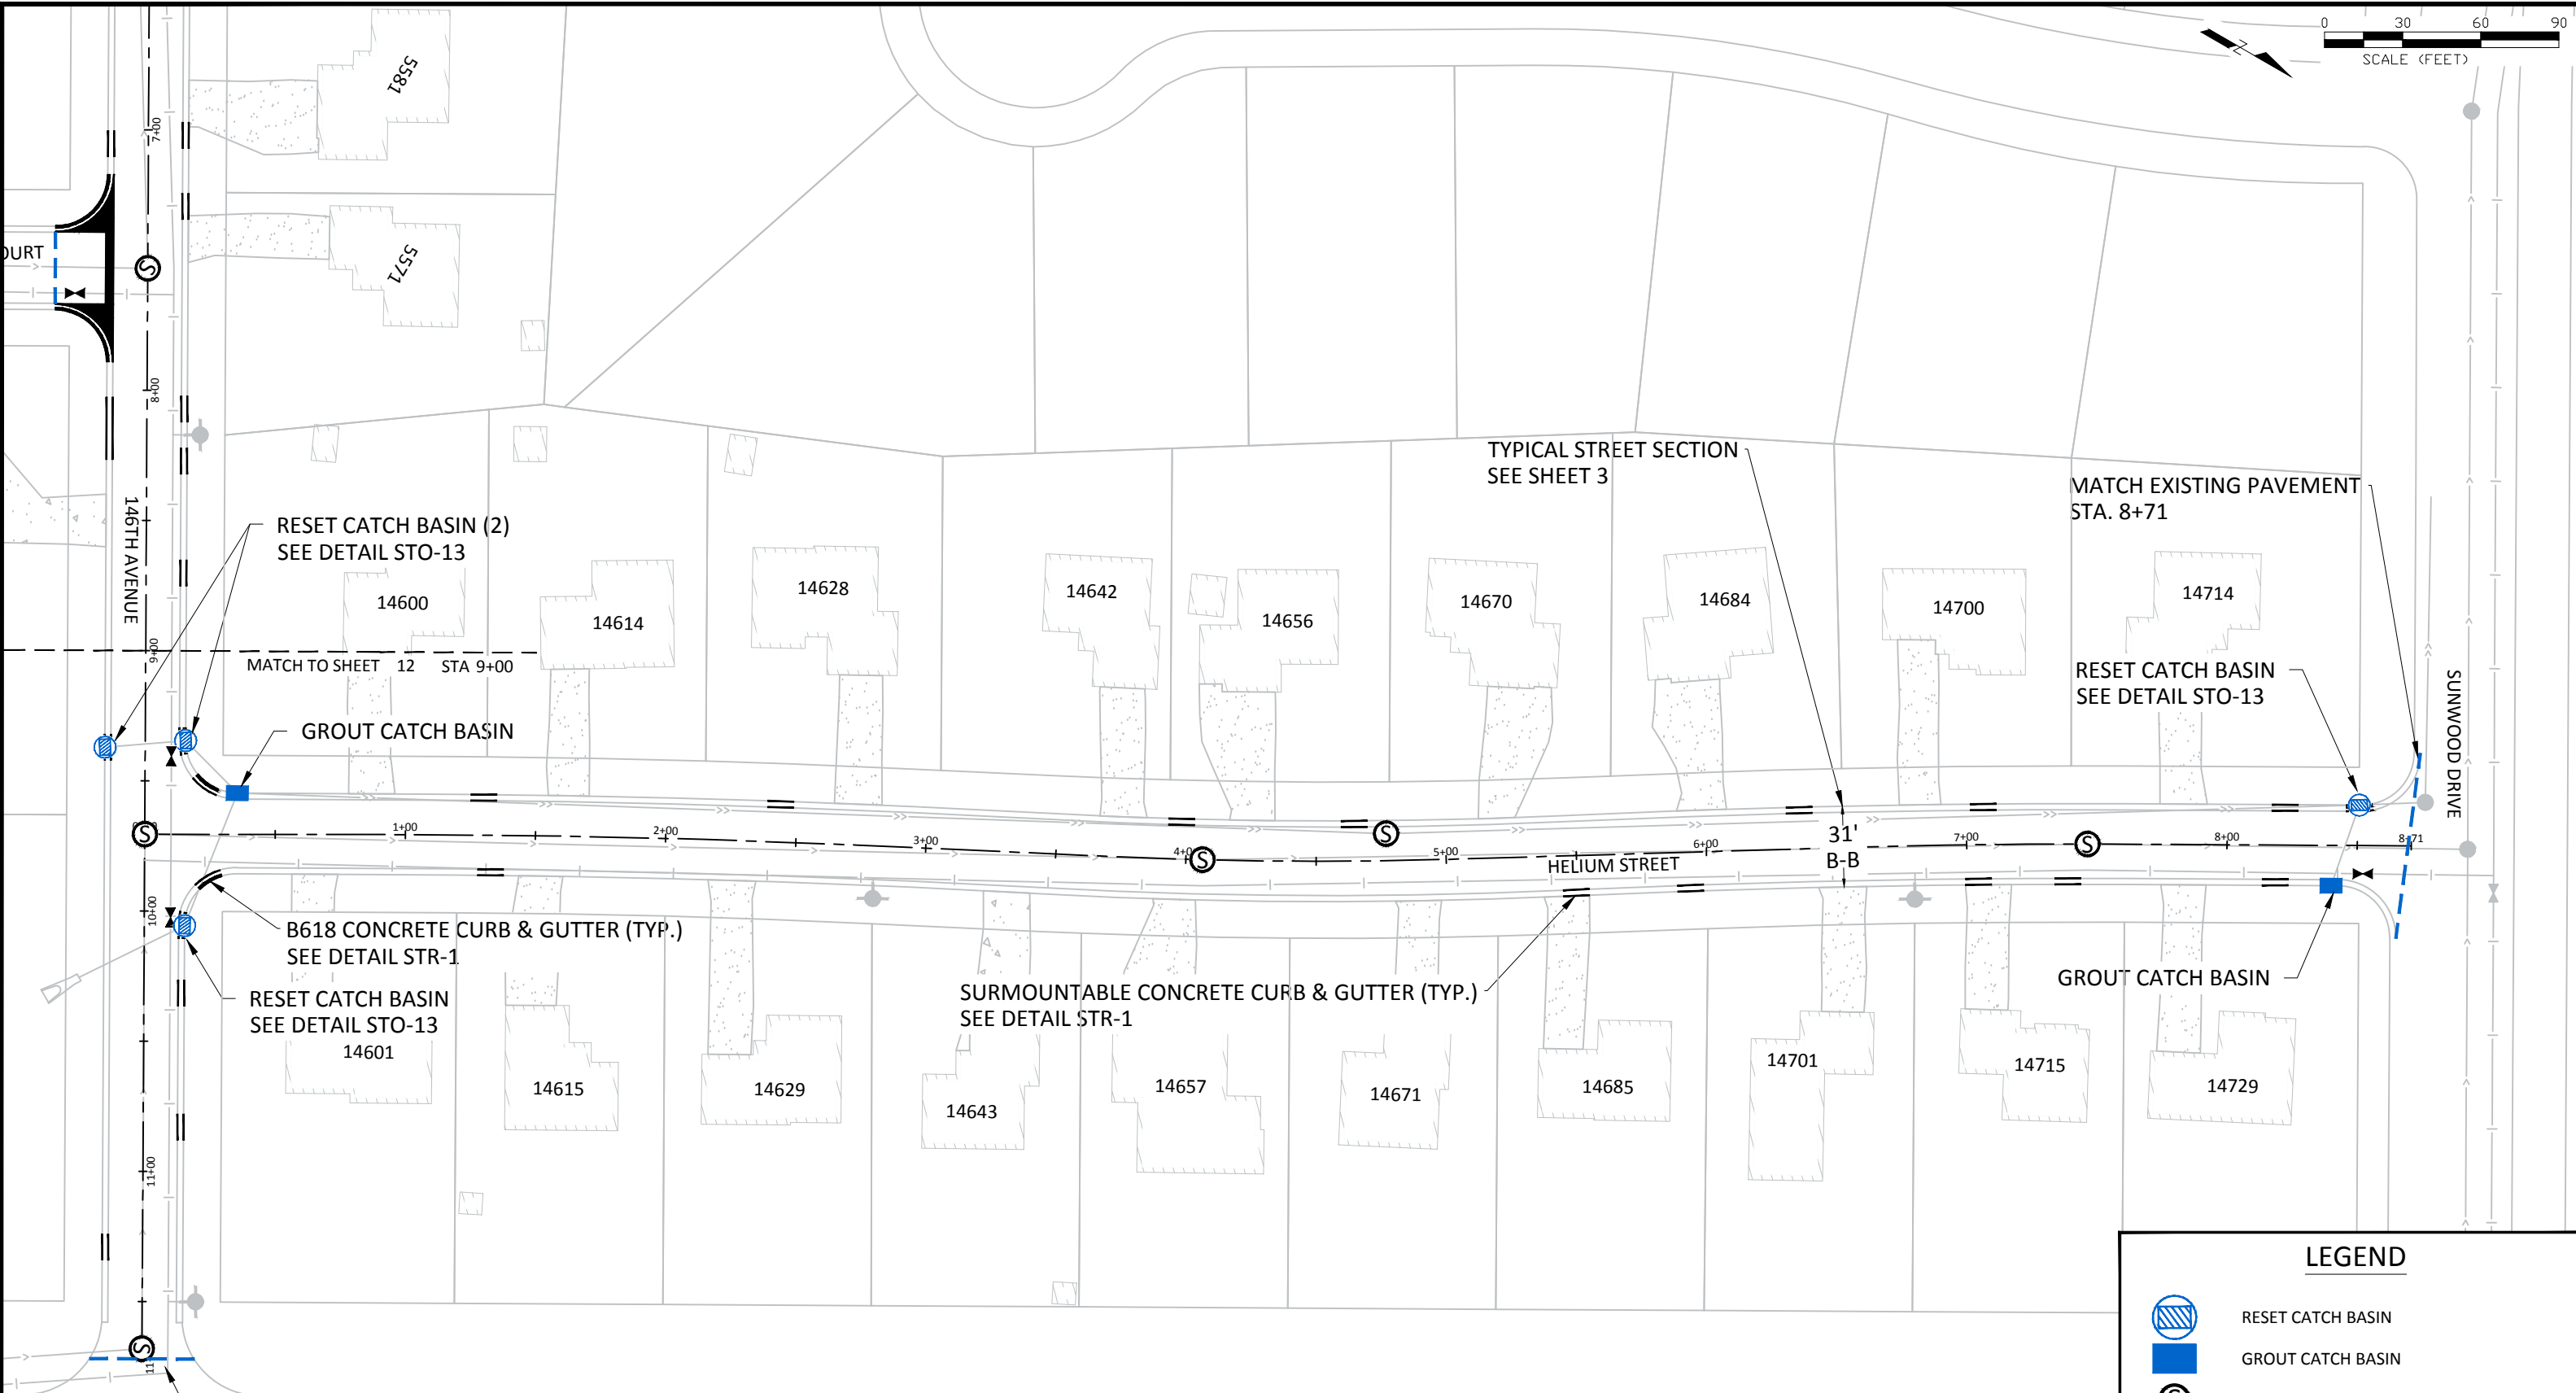 0 30 60 90
SCALE (FEET)
N
5581
7+00
5571
OURT
S
8+00
TYPICAL STREET SECTION
SEE SHEET 3
MATCH EXISTING PAVEMENT
STA. 8+71
146TH AVENUE
RESET CATCH BASIN (2)
SEE DETAIL STO-13
14600
14614
14628
14642
14656
14670
14684
14700
14714
9+00
MATCH TO SHEET 12 STA 9+00
RESET CATCH BASIN
SEE DETAIL STO-13
SUNWOOD DRIVE
GROUT CATCH BASIN
S
1+00
2+00
3+00
S
S
5+00
6+00
31'
B-B
7+00
S
8+00
8+71
HELIUM STREET
10+00
B618 CONCRETE CURB & GUTTER (TYP.)
SEE DETAIL STR-1
RESET CATCH BASIN
SEE DETAIL STO-13
SURMOUNTABLE CONCRETE CURB & GUTTER (TYP.)
SEE DETAIL STR-1
GROUT CATCH BASIN
14601
14615
14629
14643
14657
14671
14685
14701
14715
14729
11+00
S
LEGEND
RESET CATCH BASIN
GROUT CATCH BASIN
S